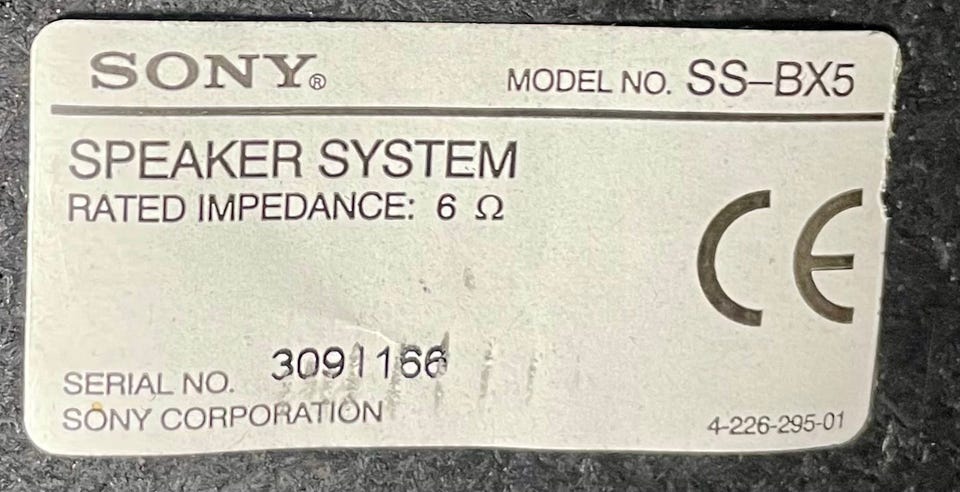 SONY®
MODEL NO. SS-BX5
SPEAKER SYSTEM
RATED IMPEDANCE: 6 Ω
CE
SERIAL NO. 3091166
SONY CORPORATION
4-226-295-01